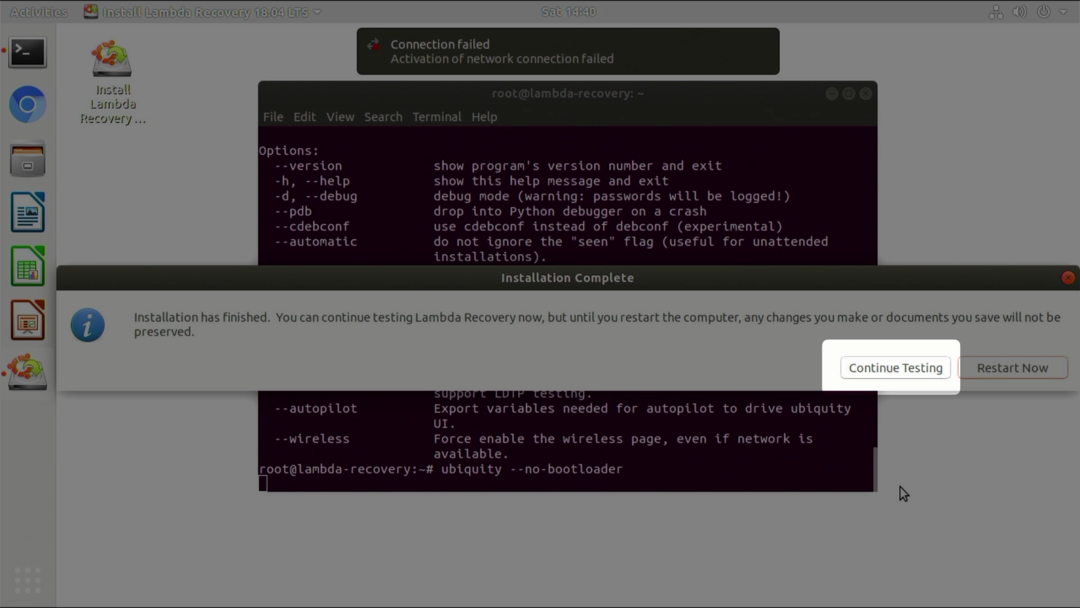 Activities
Install Lambda Recovery 18.04 LTS
Sat 14:40
Connection failed
Activation of network connection failed
Install
Lambda
Recovery ...
root@lambda-recovery: ~
File Edit View Search Terminal Help
Options:
--version show program's version number and exit
-h, --help show this help message and exit
-d, --debug debug mode (warning: passwords will be logged!)
--pdb drop into Python debugger on a crash
--cdebconf use cdebconf instead of debconf (experimental)
--automatic do not ignore the "seen" flag (useful for unattended
installations).
Installation Complete
Installation has finished. You can continue testing Lambda Recovery now, but until you restart the computer, any changes you make or documents you save will not be
preserved.
Continue Testing
Restart Now
support LDTP testing.
--autopilot Export variables needed for autopilot to drive ubiquity
UI.
--wireless Force enable the wireless page, even if network is
available.
root@lambda-recovery:~# ubiquity --no-bootloader